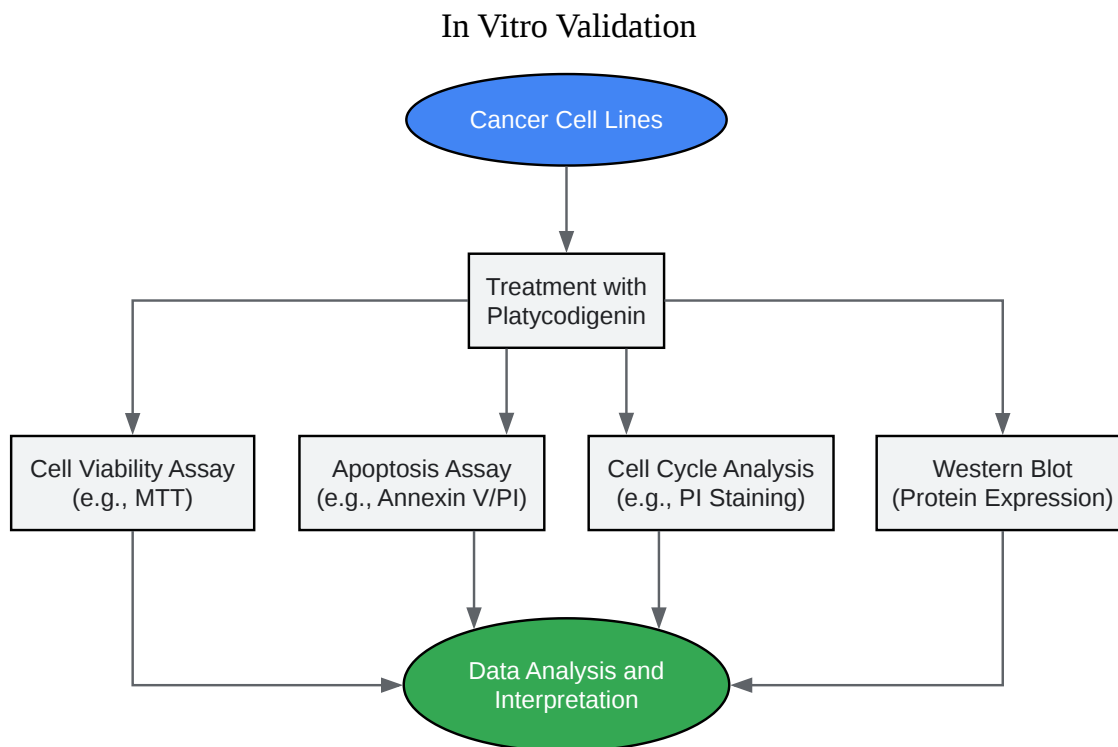 In Vitro Validation
Cancer Cell Lines
Treatment with
Platycodigenin
Cell Viability Assay
(e.g., MTT)
Apoptosis Assay
(e.g., Annexin V/PI)
Cell Cycle Analysis
(e.g., PI Staining)
Western Blot
(Protein Expression)
Data Analysis and
Interpretation